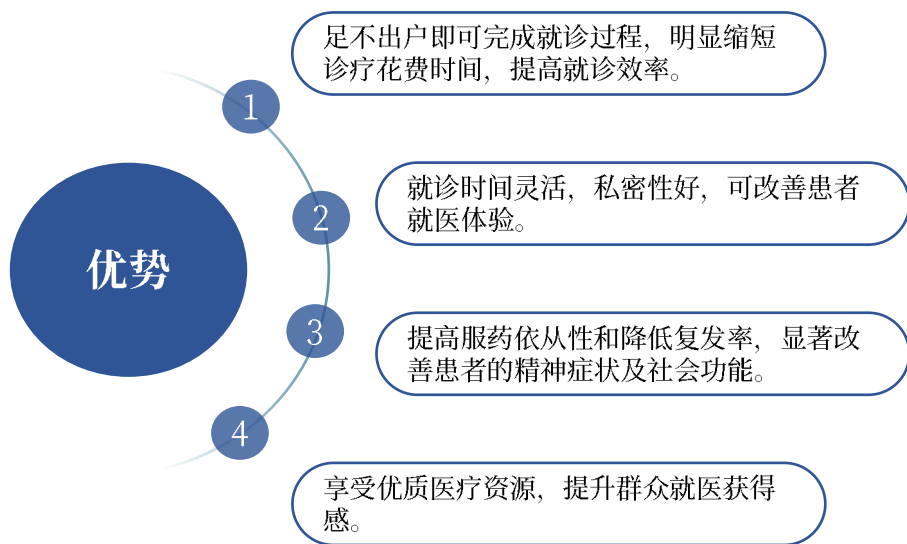 优势
1
足不出户即可完成就诊过程，明显缩短
诊疗花费时间，提高就诊效率。
2
就诊时间灵活，私密性好，可改善患者
就医体验。
3
提高服药依从性和降低复发率，显著改
善患者的精神症状及社会功能。
4
享受优质医疗资源，提升群众就医获得
感。